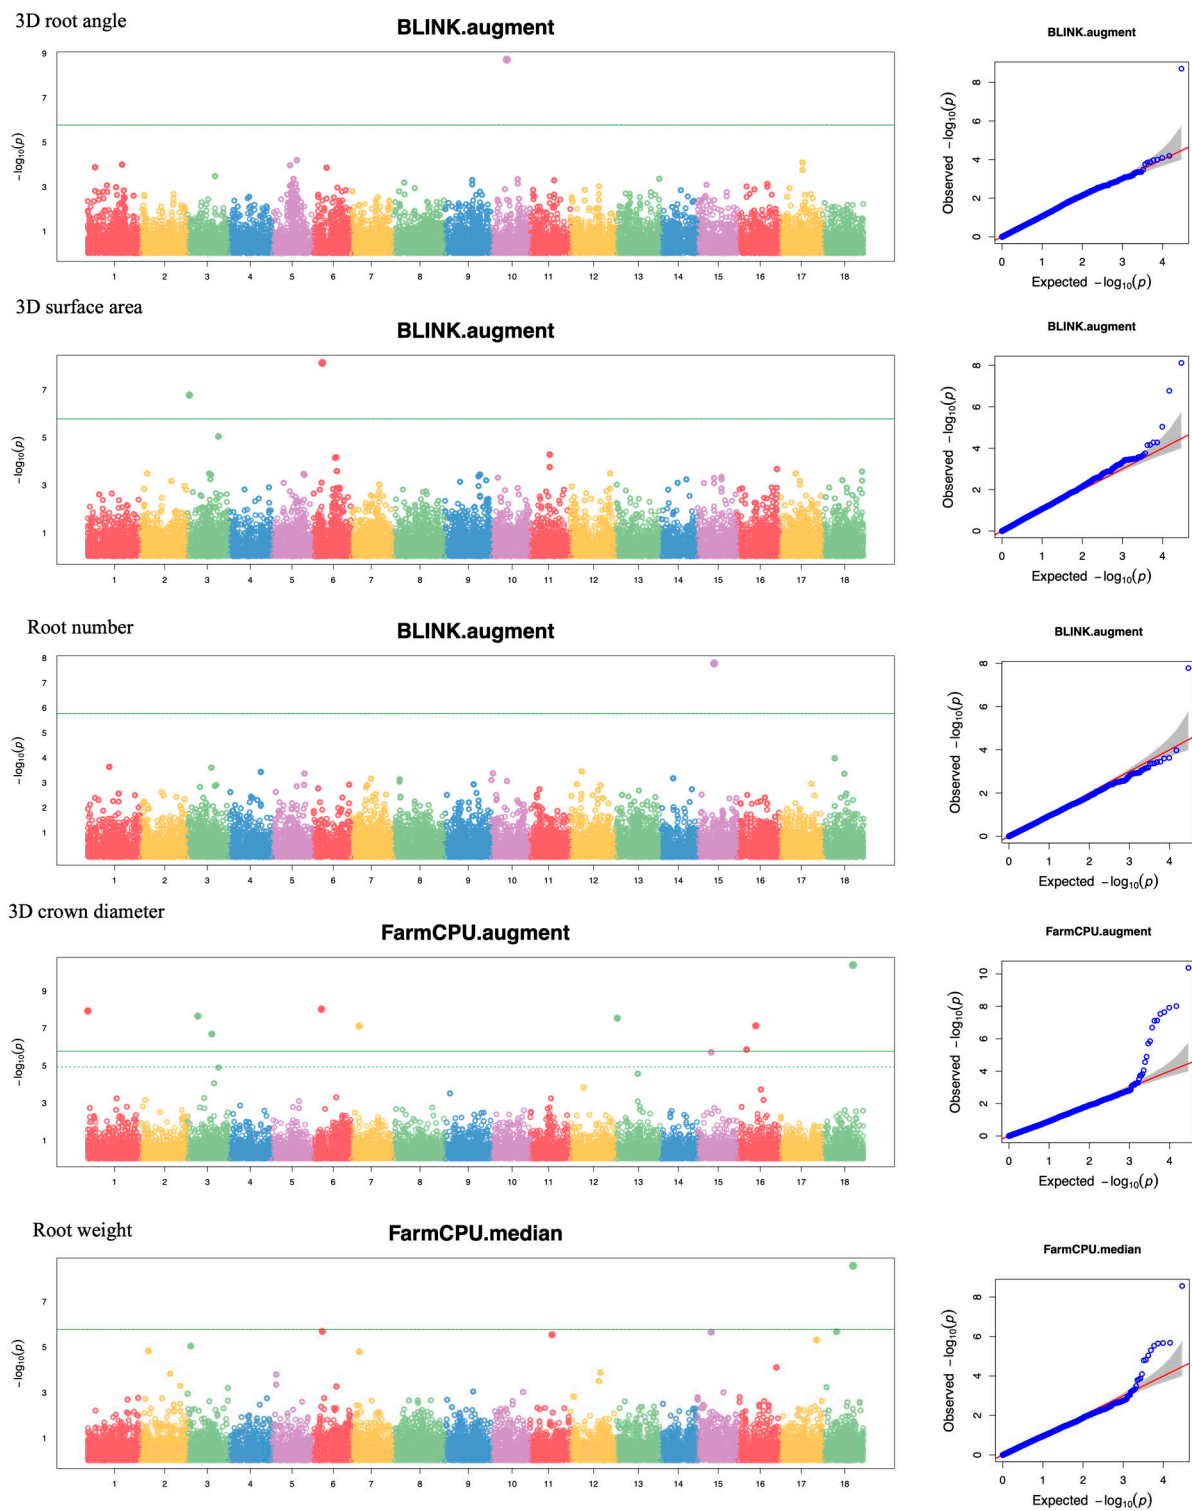 3D root angle
BLINK.augment
BLINK.augment
9
7
5
3
1
−log₁₀(p)
1 2 3 4 5 6 7 8 9 10 11 12 13 14 15 16 17 18
8
6
4
2
0
Observed −log₁₀(p)
0 1 2 3 4
Expected −log₁₀(p)
3D surface area
BLINK.augment
BLINK.augment
7
5
3
1
−log₁₀(p)
1 2 3 4 5 6 7 8 9 10 11 12 13 14 15 16 17 18
8
6
4
2
0
Observed −log₁₀(p)
0 1 2 3 4
Expected −log₁₀(p)
Root number
BLINK.augment
BLINK.augment
8
7
6
5
4
3
2
1
−log₁₀(p)
1 2 3 4 5 6 7 8 9 10 11 12 13 14 15 16 17 18
8
6
4
2
0
Observed −log₁₀(p)
0 1 2 3 4
Expected −log₁₀(p)
3D crown diameter
FarmCPU.augment
FarmCPU.augment
9
7
5
3
1
−log₁₀(p)
1 2 3 4 5 6 7 8 9 10 11 12 13 14 15 16 17 18
10
8
6
4
2
0
Observed −log₁₀(p)
0 1 2 3 4
Expected −log₁₀(p)
Root weight
FarmCPU.median
FarmCPU.median
7
5
3
1
−log₁₀(p)
1 2 3 4 5 6 7 8 9 10 11 12 13 14 15 16 17 18
8
6
4
2
0
Observed −log₁₀(p)
0 1 2 3 4
Expected −log₁₀(p)